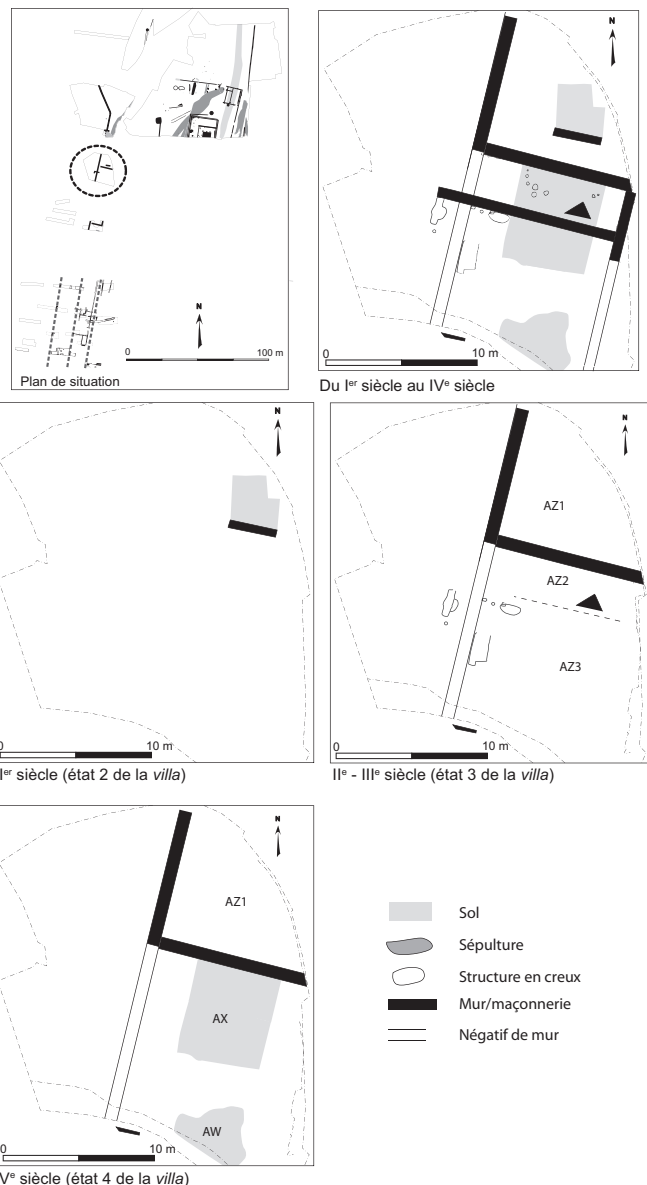 N
0 100 m
Plan de situation
N
0 10 m
Du Ier siècle au IVe siècle
N
0 10 m
Ier siècle (état 2 de la villa)
N
AZ1
AZ2
AZ3
0 10 m
IIe - IIIe siècle (état 3 de la villa)
N
AZ1
AX
AW
0 10 m
Ve siècle (état 4 de la villa)
Sol
Sépulture
Structure en creux
Mur/maçonnerie
Négatif de mur